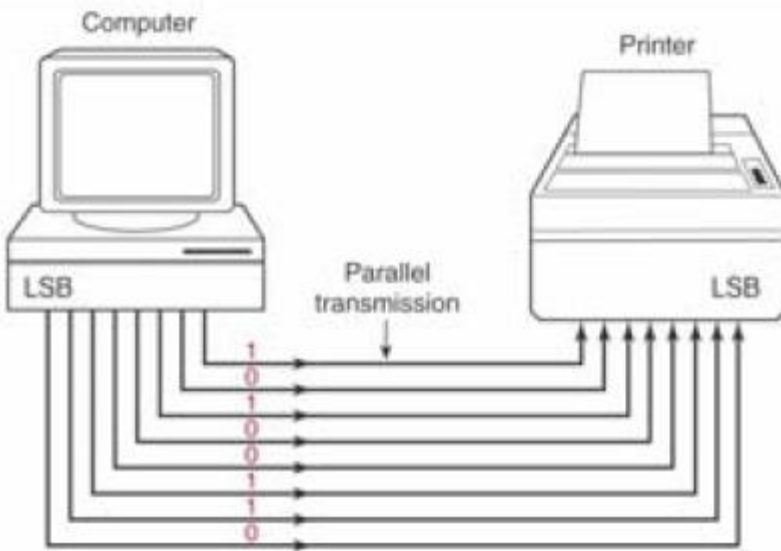 Computer
Printer
LSB
Parallel
transmission
LSB
1
0
1
0
0
1
1
0